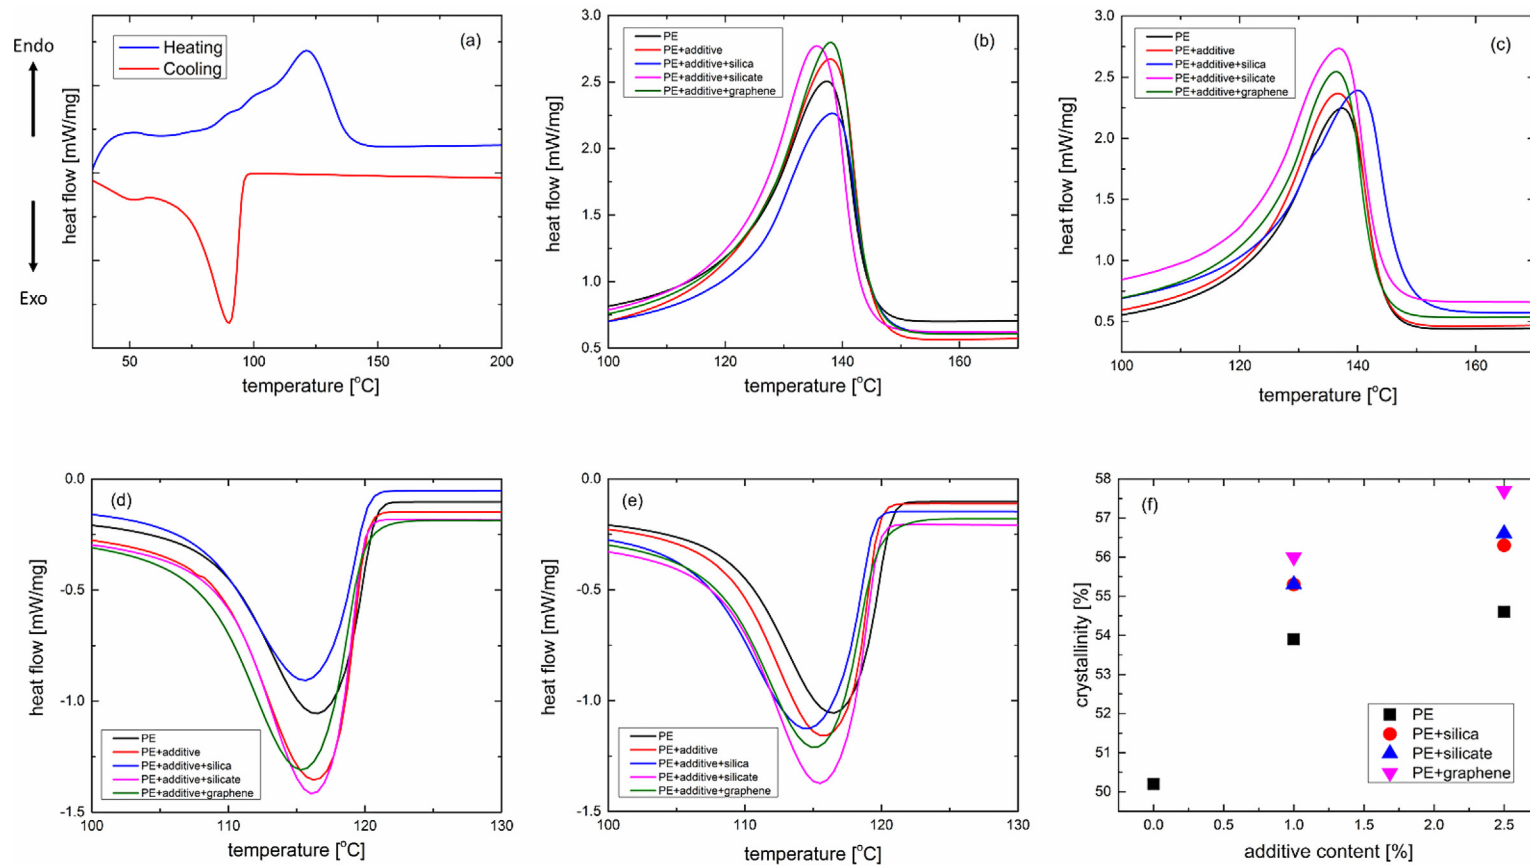 Endo
Exo
(a)
Heating
Cooling
heat flow [mW/mg]
50
100
150
200
temperature [°C]
(b)
PE
PE+additive
PE+additive+silica
PE+additive+silicate
PE+additive+graphene
3.0
2.5
2.0
1.5
1.0
0.5
heat flow [mW/mg]
100
120
140
160
temperature [°C]
(c)
PE
PE+additive
PE+additive+silica
PE+additive+silicate
PE+additive+graphene
3.0
2.5
2.0
1.5
1.0
0.5
heat flow [mW/mg]
100
120
140
160
temperature [°C]
(d)
0.0
-0.5
-1.0
-1.5
heat flow [mW/mg]
PE
PE+additive
PE+additive+silica
PE+additive+silicate
PE+additive+graphene
100
110
120
130
temperature [°C]
(e)
0.0
-0.5
-1.0
-1.5
heat flow [mW/mg]
PE
PE+additive
PE+additive+silica
PE+additive+silicate
PE+additive+graphene
100
110
120
130
temperature [°C]
(f)
58
57
56
55
54
53
52
51
50
crystallinity [%]
PE
PE+silica
PE+silicate
PE+graphene
0.0
0.5
1.0
1.5
2.0
2.5
additive content [%]